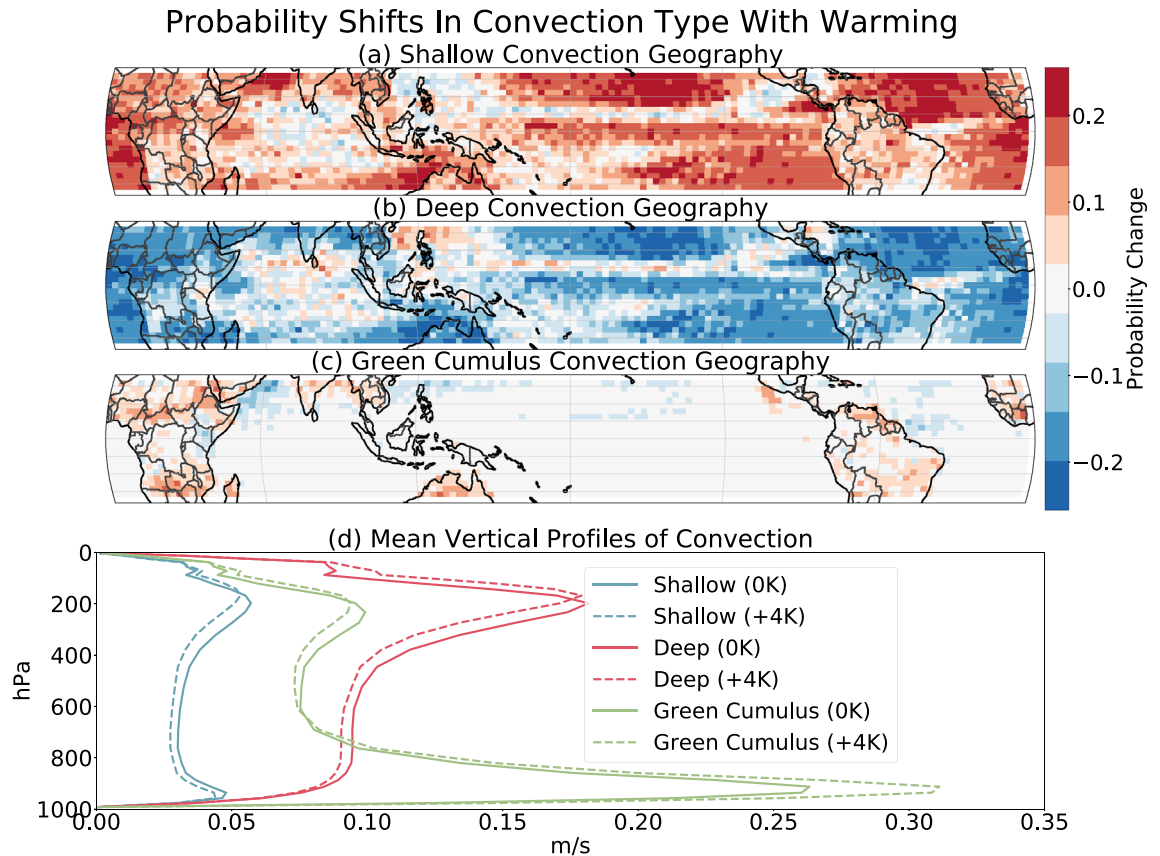 Probability Shifts In Convection Type With Warming
(a) Shallow Convection Geography
(b) Deep Convection Geography
(c) Green Cumulus Convection Geography
0.2
0.1
0.0
−0.1
−0.2
Probability Change
(d) Mean Vertical Profiles of Convection
0
200
400
600
800
1000
hPa
Shallow (0K)
Shallow (+4K)
Deep (0K)
Deep (+4K)
Green Cumulus (0K)
Green Cumulus (+4K)
0.00 0.05 0.10 0.15 0.20 0.25 0.30 0.35
m/s